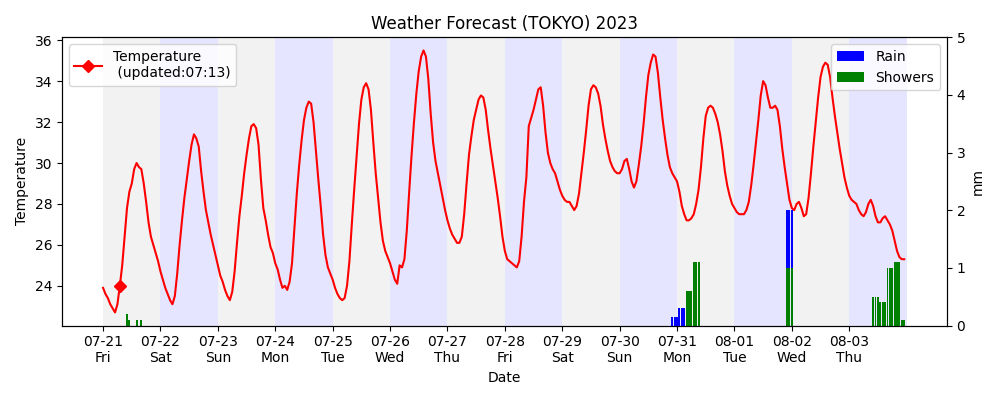 Weather Forecast (TOKYO) 2023
Temperature
(updated:07:13)
Rain
Showers
36
34
32
30
28
26
24
Temperature
5
4
3
2
1
0
mm
07-21 07-22 07-23 07-24 07-25 07-26 07-27 07-28 07-29 07-30 07-31 08-01 08-02 08-03
Fri Sat Sun Mon Tue Wed Thu Fri Sat Sun Mon Tue Wed Thu
Date